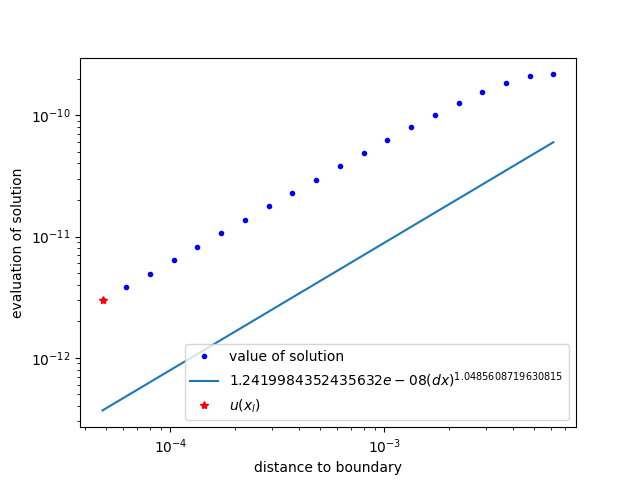 10⁻¹⁰
10⁻¹¹
10⁻¹²
evaluation of solution
value of solution
1.2419984352435632e − 08(dx)^1.0485608719630815
u(x_l)
10⁻⁴
10⁻³
distance to boundary